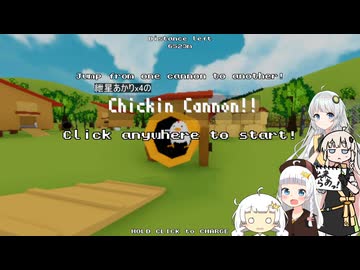 Distance left
6523M
Jump from one cannon to another!
紲星あかりx4の
Chickin Cannon!!
Click anywhere to start!
HOLD CLICK to CHARGE